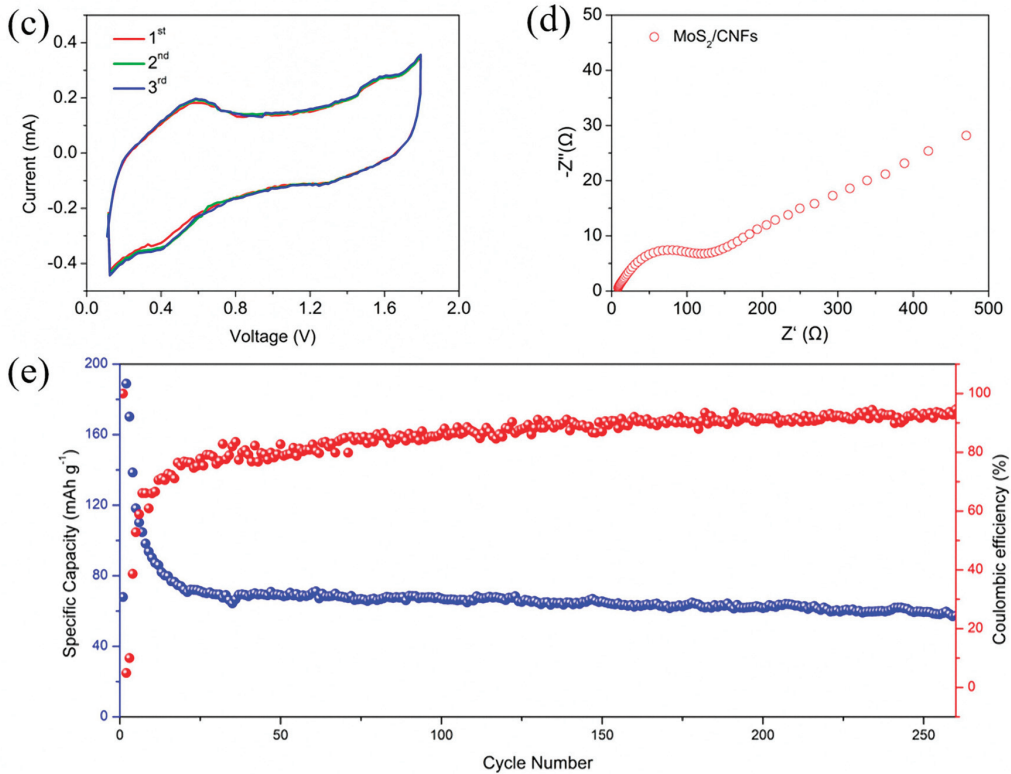 (c)
1st
2nd
3rd
0.4
0.2
0.0
-0.2
-0.4
Current (mA)
0.0 0.4 0.8 1.2 1.6 2.0
Voltage (V)
(d)
MoS2/CNFs
50
40
30
20
10
0
-Z"(Ω)
0 100 200 300 400 500
Z‘ (Ω)
(e)
200
160
120
80
40
0
Specific Capacity (mAh g-1)
100
80
60
40
20
0
Coulombic efficiency (%)
0 50 100 150 200 250
Cycle Number